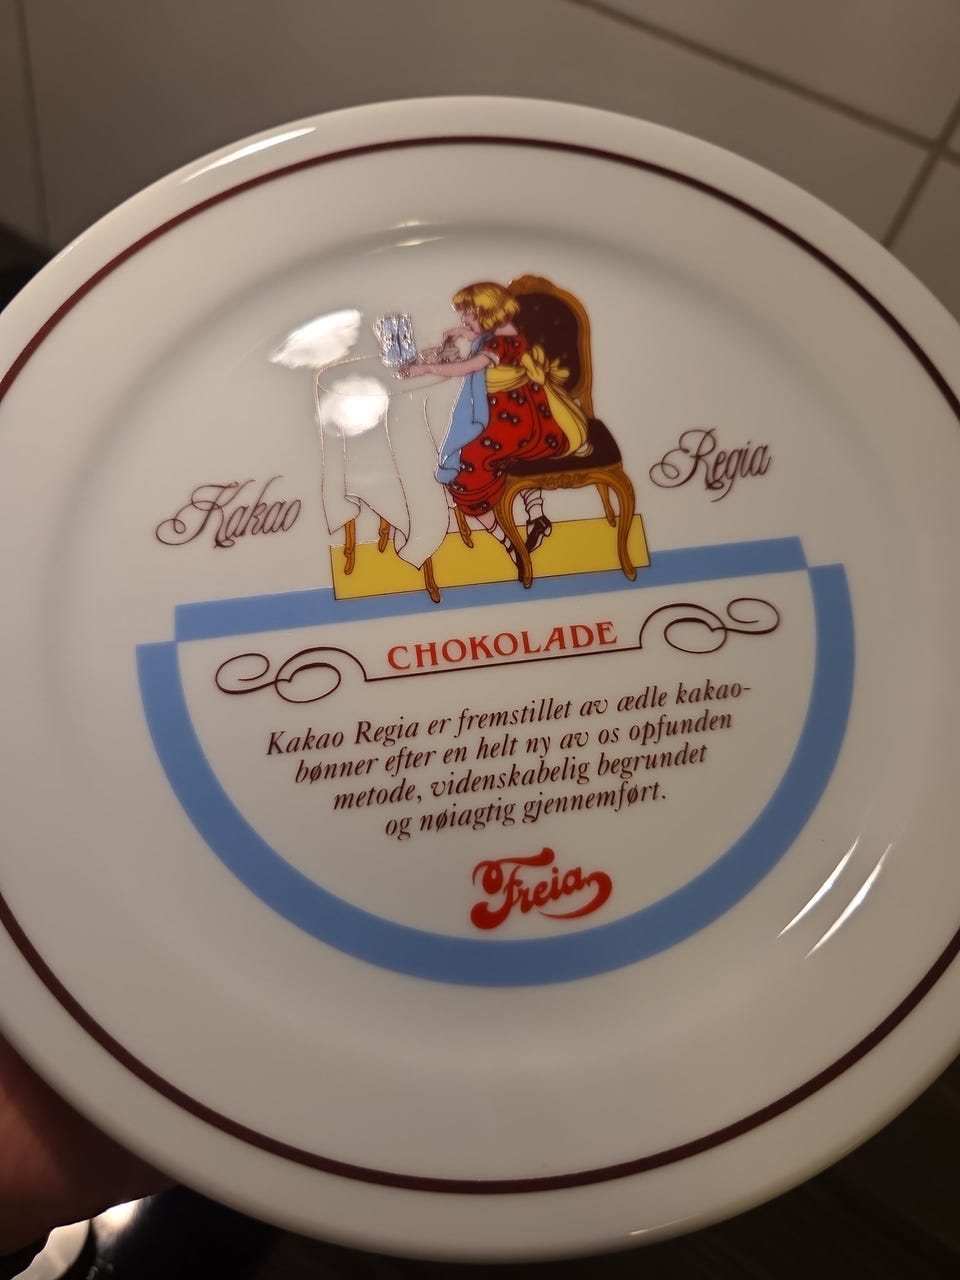 Kakao Regia
CHOKOLADE
Kakao Regia er fremstillet av ædle kakao-
bønner efter en helt ny av os opfunden
metode, videnskabelig begrundet
og nøiagtig gjennemført.
Freia